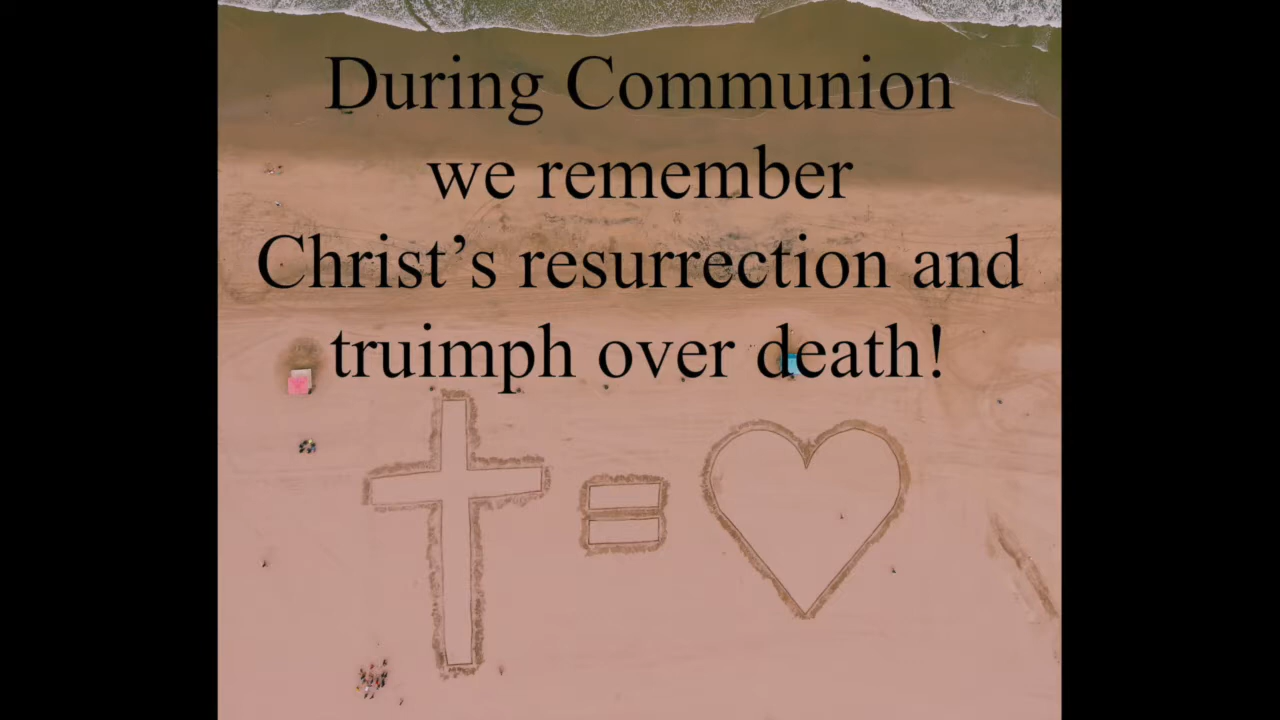 During Communion
we remember
Christ’s resurrection and
truimph over death!